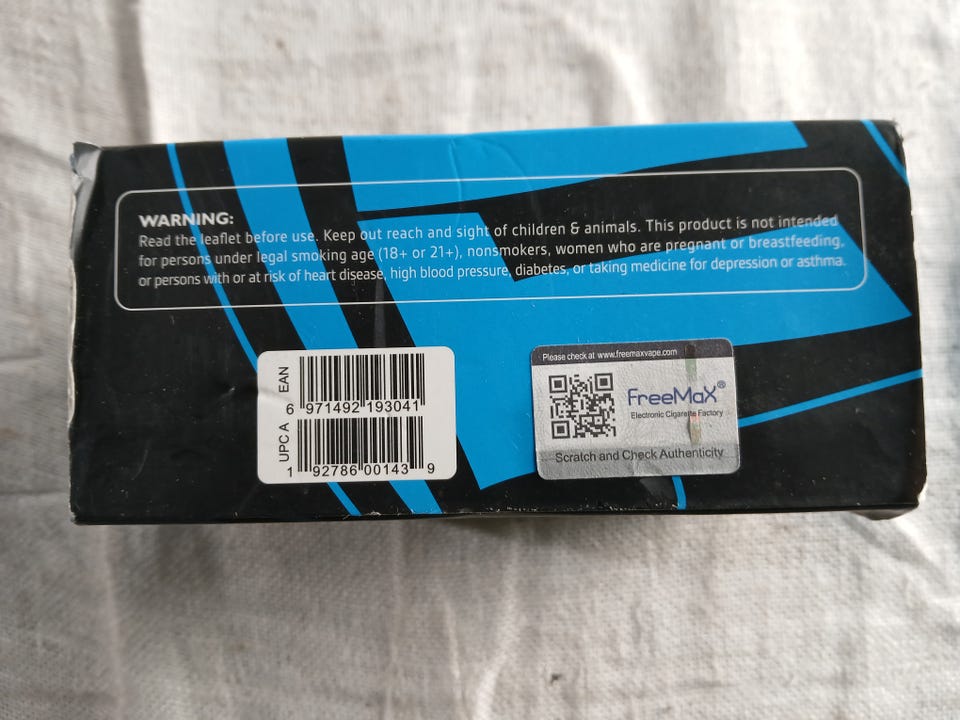 WARNING:
Read the leaflet before use. Keep out reach and sight of children & animals. This product is not intended
for persons under legal smoking age (18+ or 21+), nonsmokers, women who are pregnant or breastfeeding,
or persons with or at risk of heart disease, high blood pressure, diabetes, or taking medicine for depression or asthma.
EAN
6 971492 193041
UPC A
1 92786 00143 9
Please check at www.freemaxvape.com
FreeMaX®
Electronic Cigarette Factory
Scratch and Check Authenticity